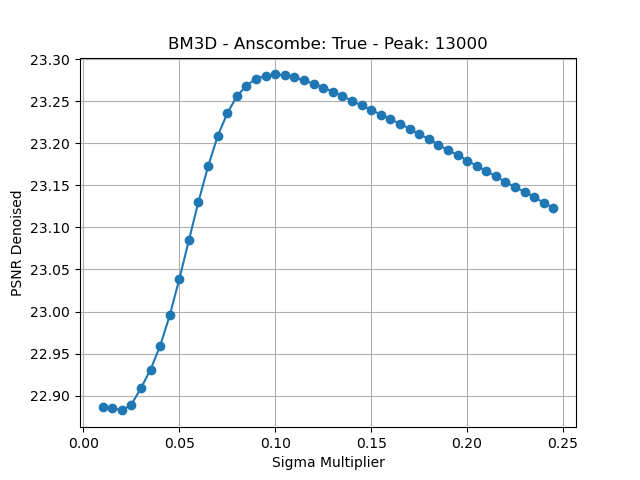 BM3D - Anscombe: True - Peak: 13000
23.30
23.25
23.20
23.15
23.10
23.05
23.00
22.95
22.90
PSNR Denoised
0.00 0.05 0.10 0.15 0.20 0.25
Sigma Multiplier